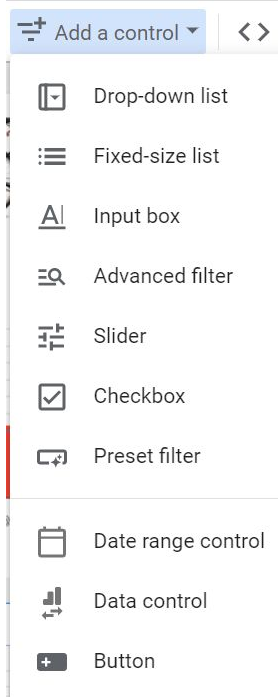 Add a control
Drop-down list
Fixed-size list
Input box
Advanced filter
Slider
Checkbox
Preset filter
Date range control
Data control
Button